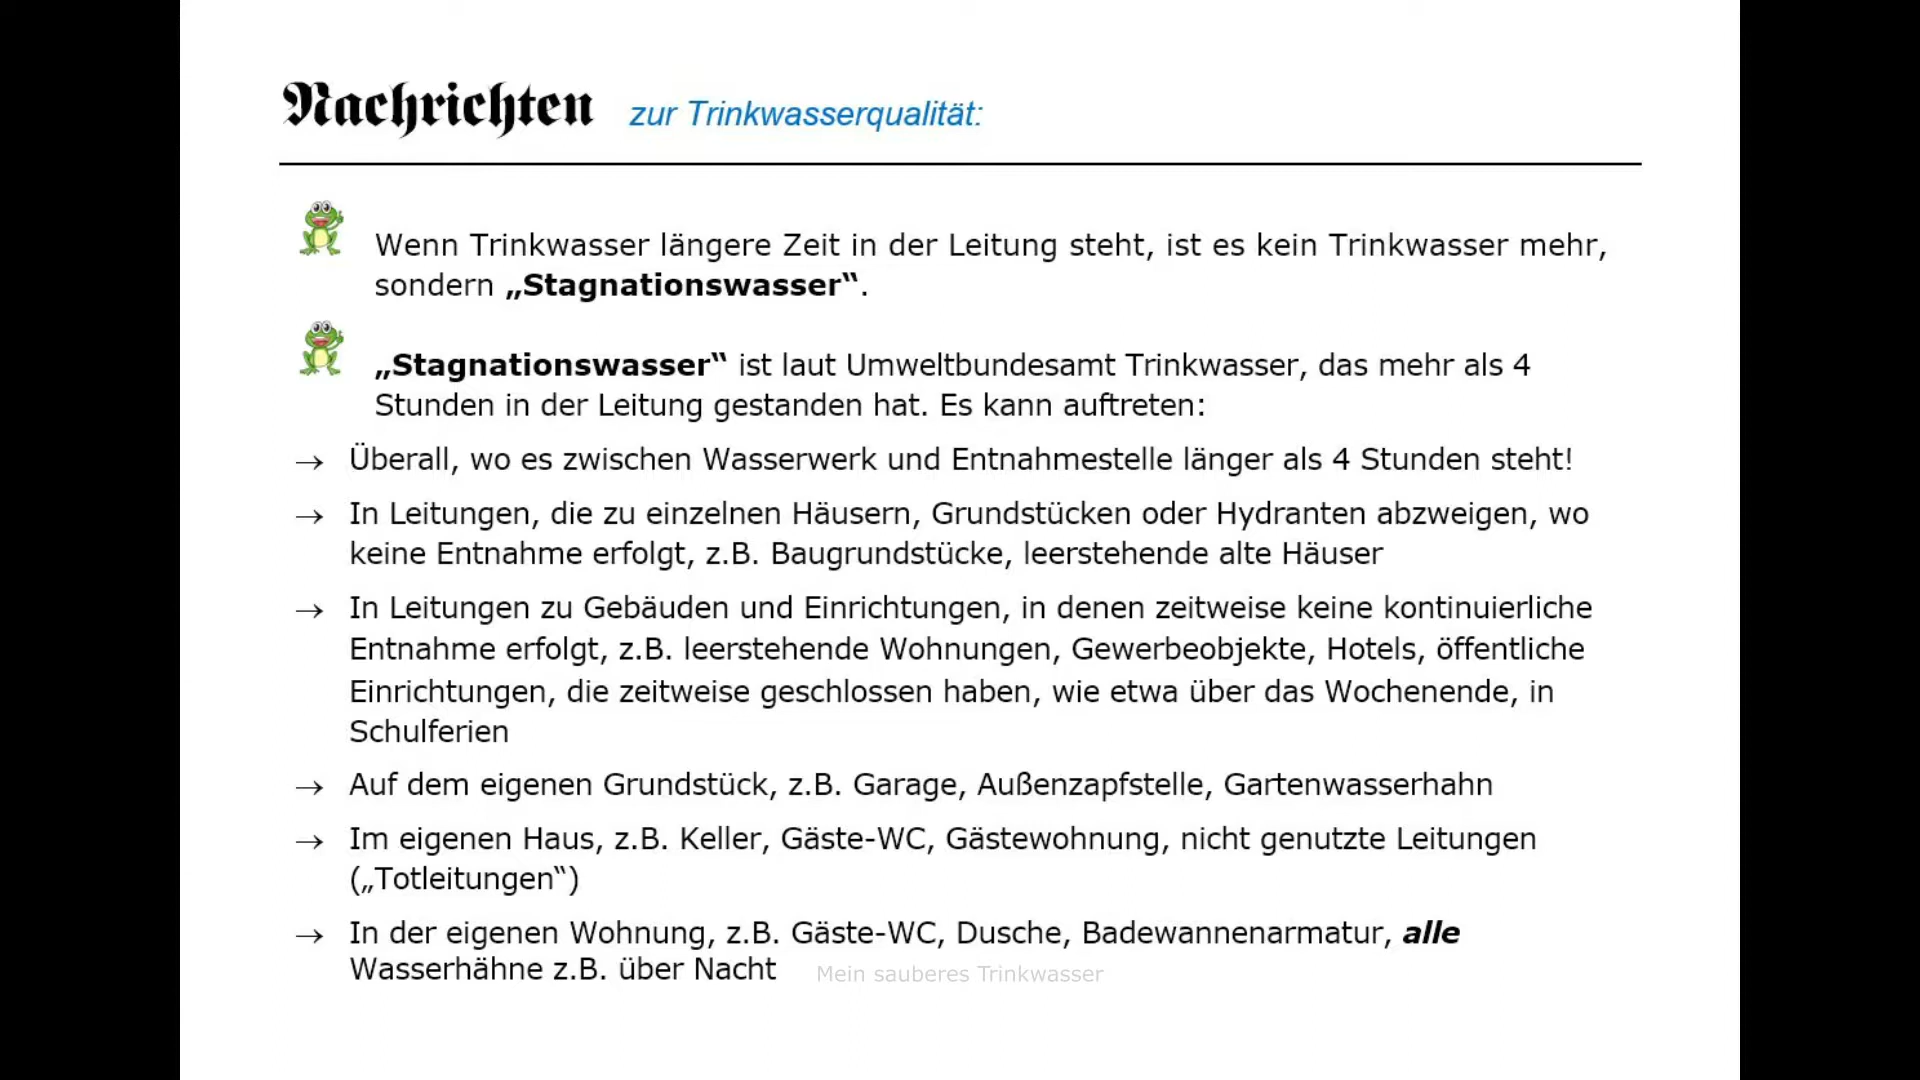 Nachrichten zur Trinkwasserqualität:
Wenn Trinkwasser längere Zeit in der Leitung steht, ist es kein Trinkwasser mehr,
sondern „Stagnationswasser“.
„Stagnationswasser“ ist laut Umweltbundesamt Trinkwasser, das mehr als 4
Stunden in der Leitung gestanden hat. Es kann auftreten:
→ Überall, wo es zwischen Wasserwerk und Entnahmestelle länger als 4 Stunden steht!
→ In Leitungen, die zu einzelnen Häusern, Grundstücken oder Hydranten abzweigen, wo
keine Entnahme erfolgt, z.B. Baugrundstücke, leerstehende alte Häuser
→ In Leitungen zu Gebäuden und Einrichtungen, in denen zeitweise keine kontinuierliche
Entnahme erfolgt, z.B. leerstehende Wohnungen, Gewerbeobjekte, Hotels, öffentliche
Einrichtungen, die zeitweise geschlossen haben, wie etwa über das Wochenende, in
Schulferien
→ Auf dem eigenen Grundstück, z.B. Garage, Außenzapfstelle, Gartenwasserhahn
→ Im eigenen Haus, z.B. Keller, Gäste-WC, Gästewohnung, nicht genutzte Leitungen
(„Totleitungen“)
→ In der eigenen Wohnung, z.B. Gäste-WC, Dusche, Badewannenarmatur, alle
Wasserhähne z.B. über Nacht
Mein sauberes Trinkwasser